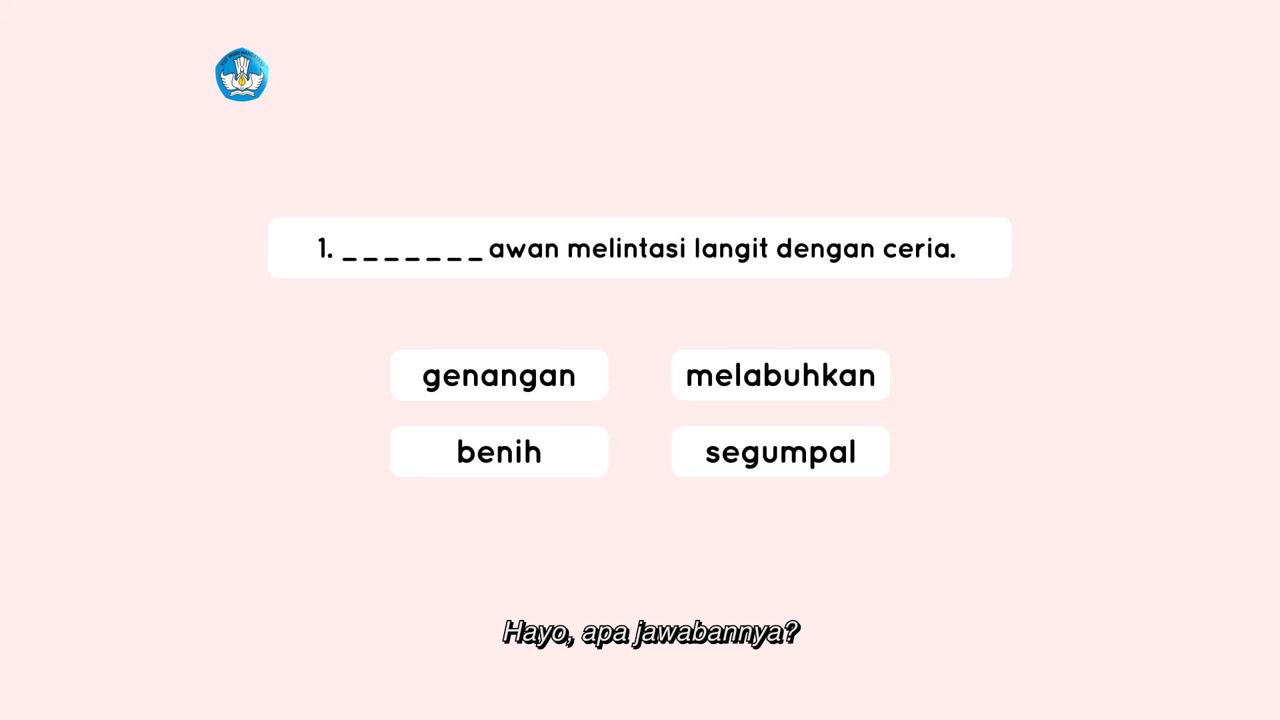 1. _ _ _ _ _ _ _ awan melintasi langit dengan ceria.
genangan
melabuhkan
benih
segumpal
Hayo, apa jawabannya?